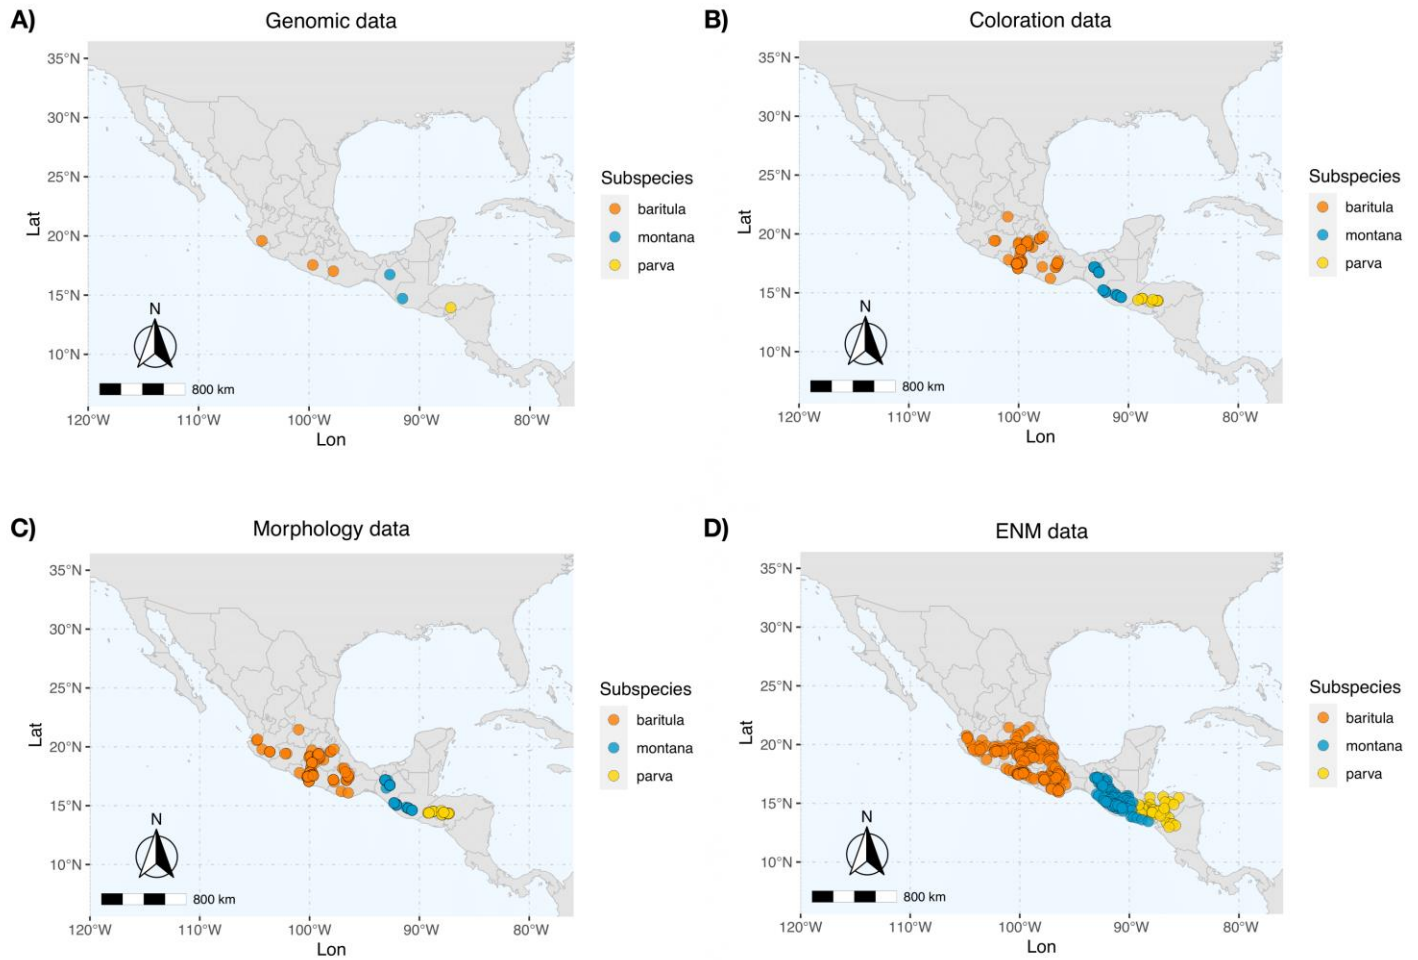 A)
Genomic data
35°N
30°N
25°N
20°N
15°N
10°N
Lat
N
800 km
120°W 110°W 100°W 90°W 80°W
Lon
Subspecies
baritula
montana
parva
B)
Coloration data
35°N
30°N
25°N
20°N
15°N
10°N
Lat
N
800 km
120°W 110°W 100°W 90°W 80°W
Lon
Subspecies
baritula
montana
parva
C)
Morphology data
35°N
30°N
25°N
20°N
15°N
10°N
Lat
N
800 km
120°W 110°W 100°W 90°W 80°W
Lon
Subspecies
baritula
montana
parva
D)
ENM data
35°N
30°N
25°N
20°N
15°N
10°N
Lat
N
800 km
120°W 110°W 100°W 90°W 80°W
Lon
Subspecies
baritula
montana
parva